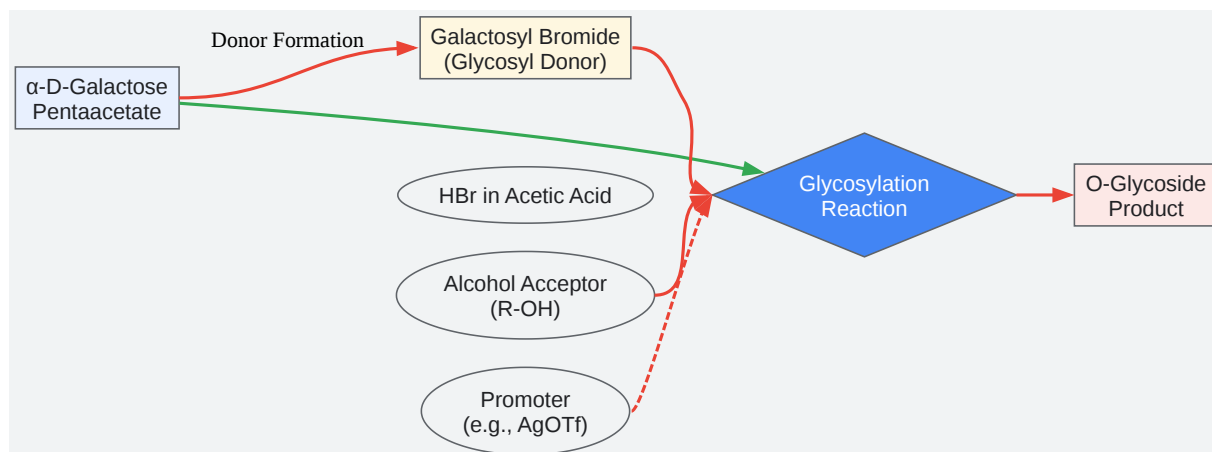 Donor Formation
Galactosyl Bromide
(Glycosyl Donor)
α-D-Galactose
Pentaacetate
HBr in Acetic Acid
Glycosylation
Reaction
O-Glycoside
Product
Alcohol Acceptor
(R-OH)
Promoter
(e.g., AgOTf)